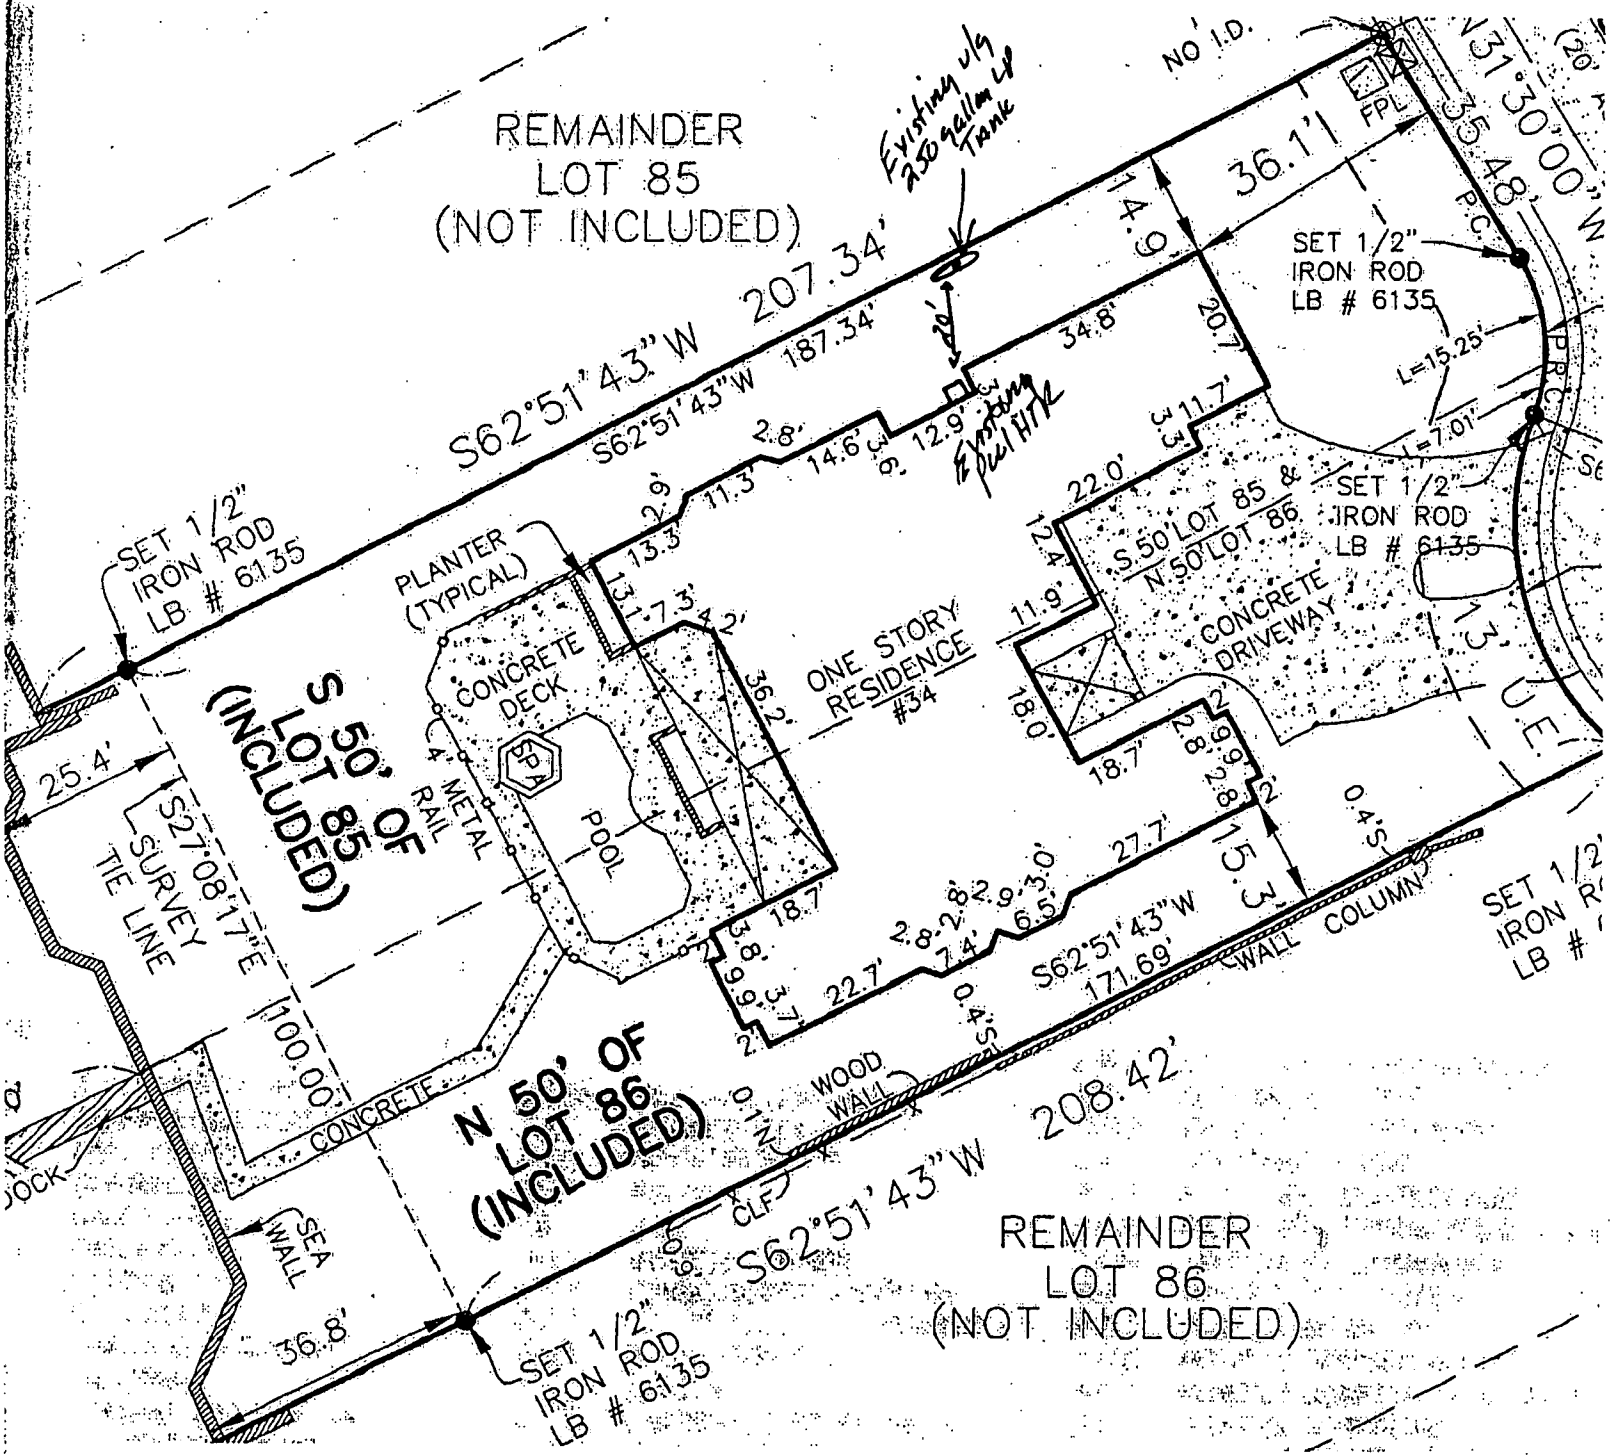 REMAINDER
LOT 85
(NOT INCLUDED)
Existing u/g
250 gallon LP
Tank
NO I.D.
FPL
36.1'
14.9'
35.48'
N31°30'00"W
(20'
P.C.
SET 1/2"
IRON ROD
LB # 6135
L=15.25'
P.R.C.
L=7.01'
SET 1/2"
IRON ROD
LB # 6135
207.34'
S62°51'43"W
187.34'
S62°51'43"W
20'
34.8'
20.7'
11.7'
3.3'
22.0'
12.4'
11.9'
18.0'
18.7'
Existing
Pool HTR
12.9'
3.6'
14.6'
2.8'
11.3'
2.9'
13.3'
13.1'
7.3'
4.2'
36.2'
S 50' LOT 85 &
N 50' LOT 86
CONCRETE
DRIVEWAY
13'
U.E.
SET 1/2"
IRON ROD
LB # 6135
PLANTER
(TYPICAL)
CONCRETE
DECK
ONE STORY
RESIDENCE
#34
S 50' OF
LOT 85
(INCLUDED)
4' METAL
RAIL
SPA
POOL
25.4'
S27°08'17"E
SURVEY
TIE LINE
100.00'
18.7'
3.8'
2'
9.9'
3.7'
2'
22.7'
2.8'
7.4'
2.8'
2.9'
6.5'
3.0'
27.7'
2'
2.8'
9.9'
2.8'
2'
15.3'
0.4'S
COLUMN
WALL
S62°51'43"W
171.69'
0.4'S
WOOD
WALL
0.1'N
N 50' OF
LOT 86
(INCLUDED)
CONCRETE
DOCK
SEA
WALL
CLF
0.9'
S62°51'43"W
208.42'
36.8'
SET 1/2"
IRON ROD
LB # 6135
REMAINDER
LOT 86
(NOT INCLUDED)
SET 1/2"
IRON
LB #